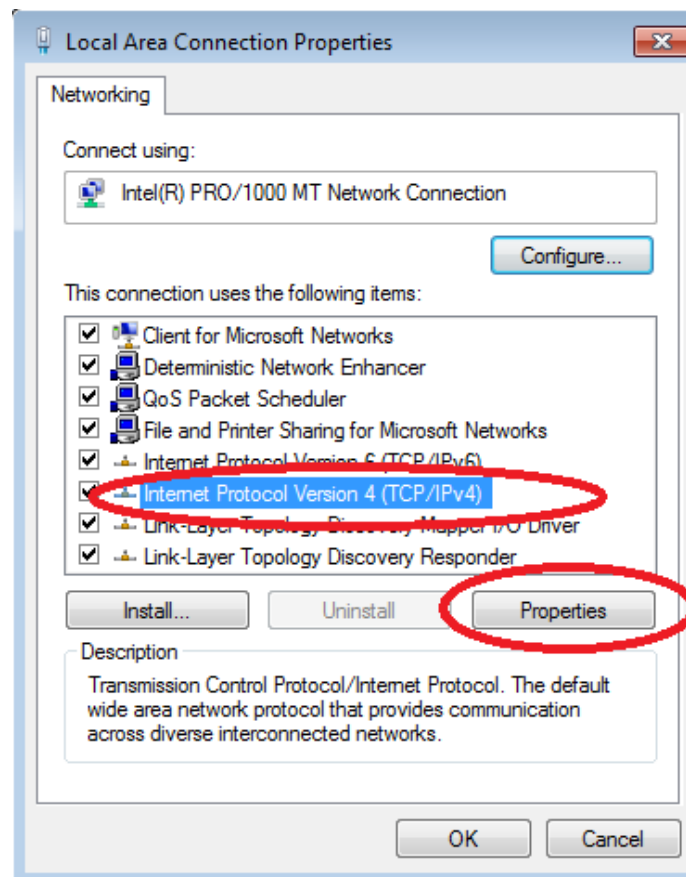 Local Area Connection Properties
Networking
Connect using:
Intel(R) PRO/1000 MT Network Connection
Configure...
This connection uses the following items:
Client for Microsoft Networks
Deterministic Network Enhancer
QoS Packet Scheduler
File and Printer Sharing for Microsoft Networks
Internet Protocol Version 6 (TCP/IPv6)
Internet Protocol Version 4 (TCP/IPv4)
Link-Layer Topology Discovery Mapper I/O Driver
Link-Layer Topology Discovery Responder
Install... Uninstall Properties
Description
Transmission Control Protocol/Internet Protocol. The default
wide area network protocol that provides communication
across diverse interconnected networks.
OK Cancel